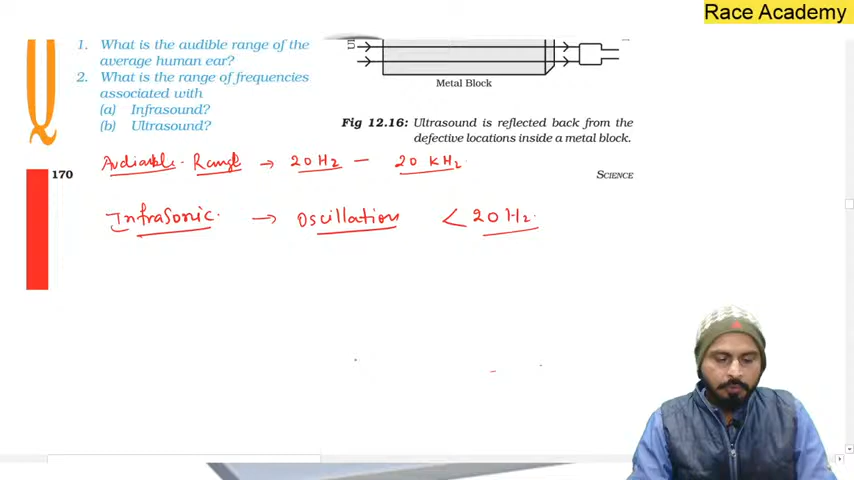 Race Academy
1. What is the audible range of the
average human ear?
2. What is the range of frequencies
associated with
(a) Infrasound?
(b) Ultrasound?
Metal Block
Fig 12.16: Ultrasound is reflected back from the
defective locations inside a metal block.
Audiable Range → 20 Hz – 20 KHz.
170
SCIENCE
Infrasonic. → Oscillation < 20 Hz.